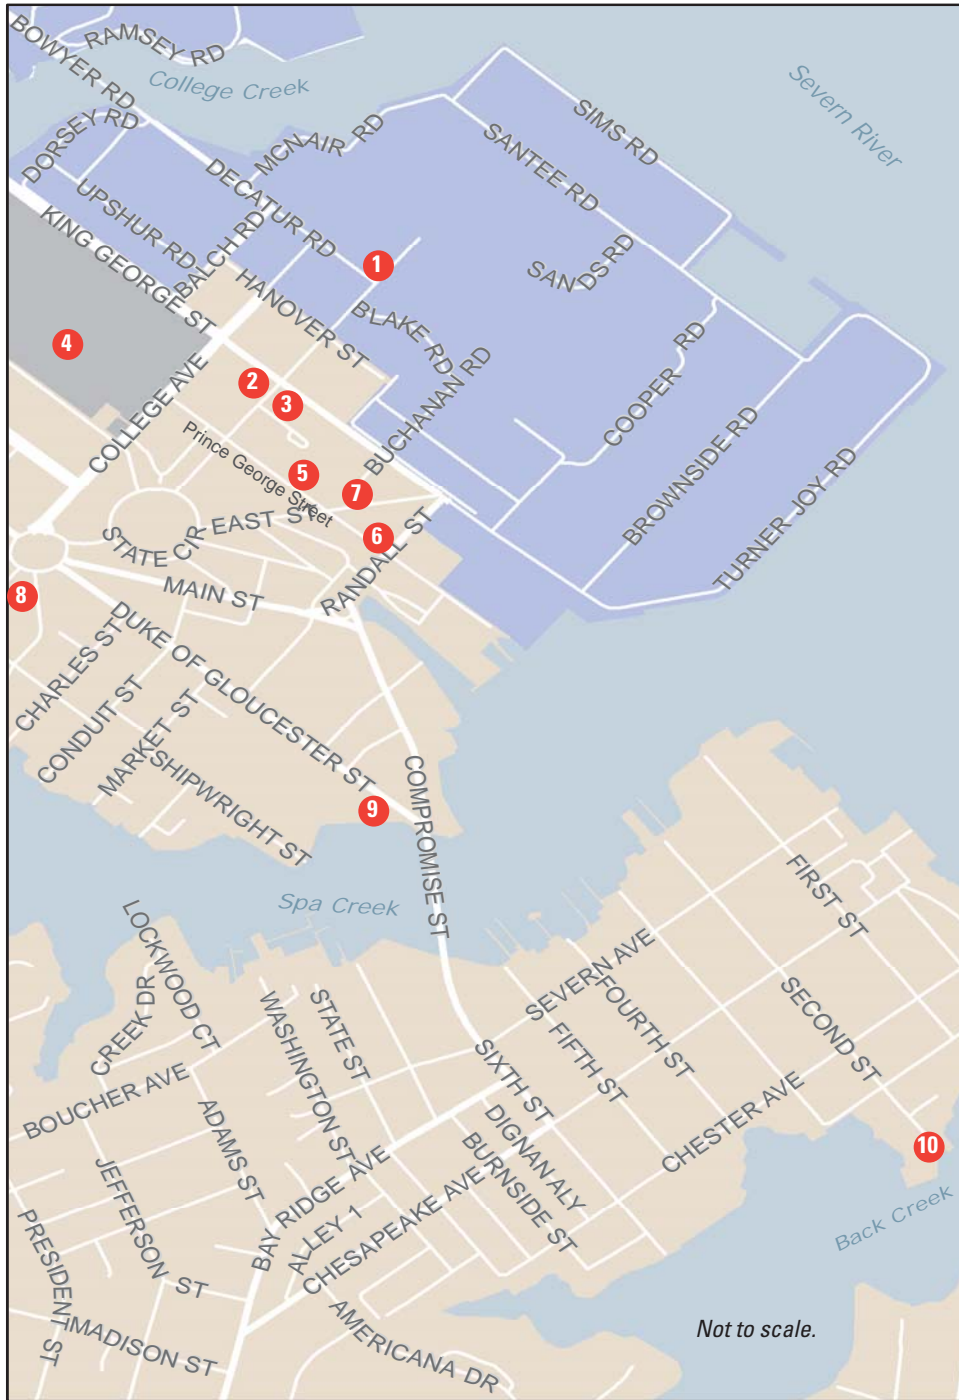 BOWYER RD
RAMSEY RD
College Creek
Severn River
SIMS RD
DORSEY RD
MCNAIR RD
SANTEE RD
DECATUR RD
UPSHUR RD
KING GEORGE ST
BALCH RD
HANOVER ST
1
SANDS RD
BLAKE RD
4
COLLEGE AVE
2
3
BUCHANAN RD
COOPER RD
Prince George Street
5
7
BROWNSIDE RD
TURNER JOY RD
STATE CIR
EAST ST
6
RANDALL ST
8
MAIN ST
DUKE OF GLOUCESTER ST
CHARLES ST
CONDUIT ST
MARKET ST
SHIPWRIGHT ST
9
COMPROMISE ST
Spa Creek
FIRST ST
LOCKWOOD CT
CREEK DR
WASHINGTON ST
STATE ST
SEVERN AVE
FOURTH ST
FIFTH ST
SECOND ST
SIXTH ST
BOUCHER AVE
CHESTER AVE
ADAMS ST
DIGNAN ALY
BURNSIDE ST
10
JEFFERSON ST
BAY RIDGE AVE
ALLEY 1
CHESAPEAKE AVE
Back Creek
PRESIDENT ST
MADISON ST
AMERICANA DR
Not to scale.